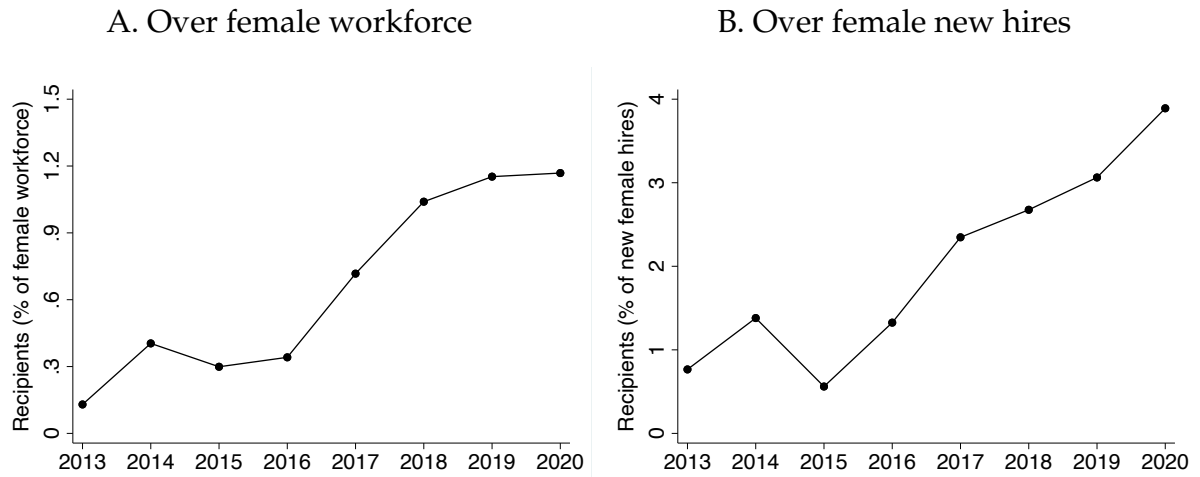 A. Over female workforce
Recipients (% of female workforce)
1.5
1.2
.9
.6
.3
0
2013 2014 2015 2016 2017 2018 2019 2020
B. Over female new hires
Recipients (% of new female hires)
4
3
2
1
0
2013 2014 2015 2016 2017 2018 2019 2020